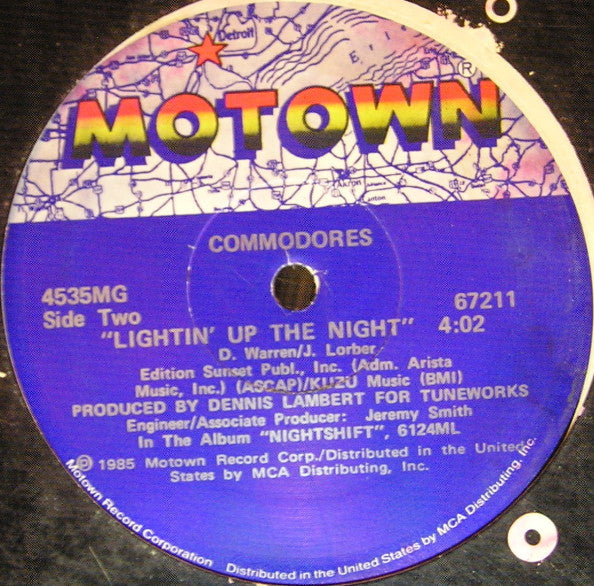 Detroit
Erie
MOTOWN®
Akron
COMMODORES
4535MG 67211
Side Two
"LIGHTIN' UP THE NIGHT" 4:02
D. Warren/J. Lorber
Edition Sunset Publ., Inc. (Adm. Arista
Music, Inc.) (ASCAP)/KUZU Music (BMI)
PRODUCED BY DENNIS LAMBERT FOR TUNEWORKS
Engineer/Associate Producer: Jeremy Smith
In The Album "NIGHTSHIFT", 6124ML
℗ 1985 Motown Record Corp./Distributed in the United
States by MCA Distributing, Inc.
Motown Record Corporation Distributed in the United States by MCA Distributing, Inc.